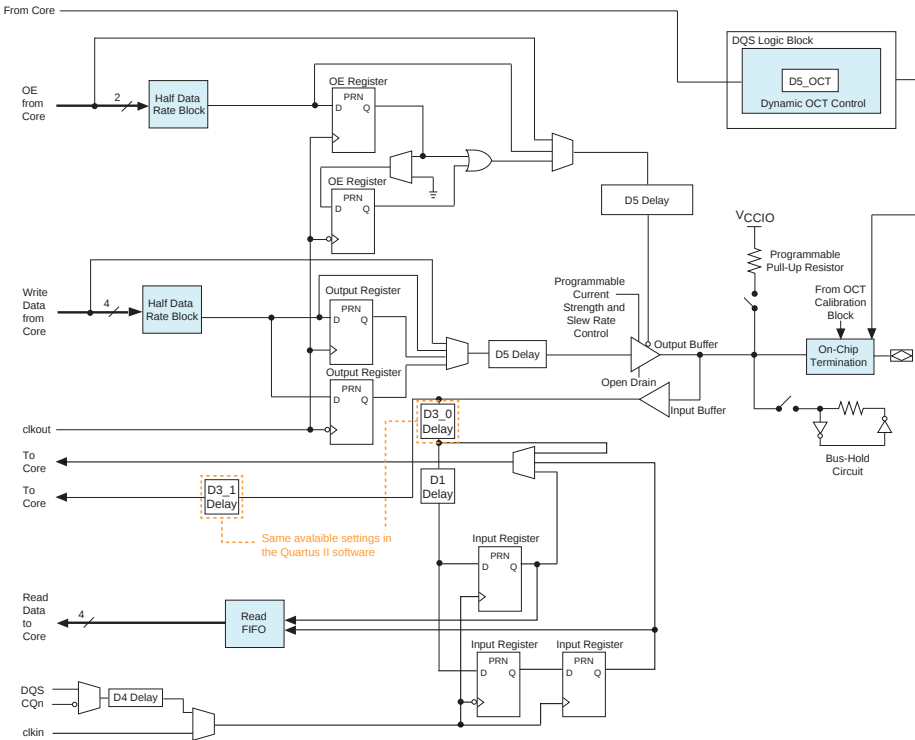 From Core
DQS Logic Block
D5_OCT
Dynamic OCT Control
OE
from
Core
2
Half Data
Rate Block
OE Register
PRN
D
Q
OE Register
PRN
D
Q
D5 Delay
VCCIO
Programmable
Pull-Up Resistor
Programmable
Current
Strength and
Slew Rate
Control
From OCT
Calibration
Block
Write
Data
from
Core
4
Half Data
Rate Block
Output Register
PRN
D
Q
Output Register
PRN
D
Q
D5 Delay
Output Buffer
Open Drain
Input Buffer
On-Chip
Termination
Bus-Hold
Circuit
clkout
D3_0
Delay
To
Core
To
Core
D3_1
Delay
D1
Delay
Same avalaible settings in
the Quartus II software
Input Register
PRN
D
Q
Read
Data
to
Core
4
Read
FIFO
Input Register
PRN
D
Q
Input Register
PRN
D
Q
DQS
CQn
D4 Delay
clkin